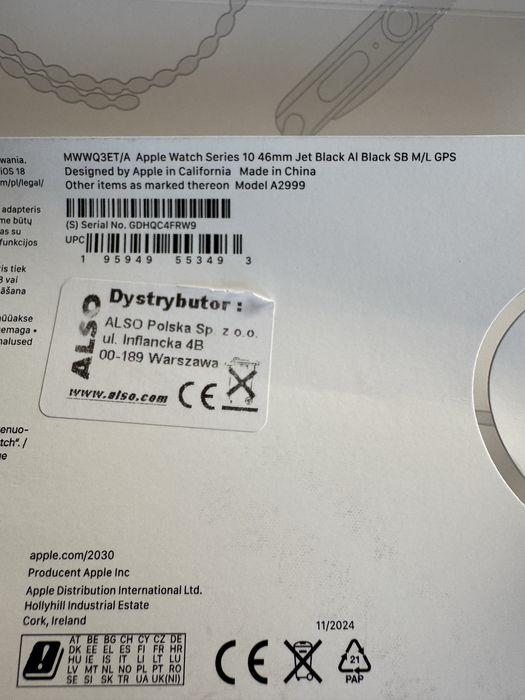 MWWQ3ET/A Apple Watch Series 10 46mm Jet Black Al Black SB M/L GPS
Designed by Apple in California Made in China
Other items as marked thereon Model A2999
(S) Serial No. GDHQC4FRW9
UPC
1 95949 55349 3
wania.
iOS 18
m/pl/legal/
adapteris
me būtų
as su
funkcijos
is tiek
vai
āšana
üüakse
emaga •
nalused
ALSO
Dystrybutor :
ALSO Polska Sp. z o.o.
ul. Inflancka 4B
00-189 Warszawa
www.also.com
CE
enuo-
tch". /
e
apple.com/2030
Producent Apple Inc
Apple Distribution International Ltd.
Hollyhill Industrial Estate
Cork, Ireland
11/2024
AT BE BG CH CY CZ DE
DK EE EL ES FI FR HR
HU IE IS IT LI LT LU
LV MT NL NO PL PT RO
SE SI SK TR UA UK(NI)
CE
21
PAP